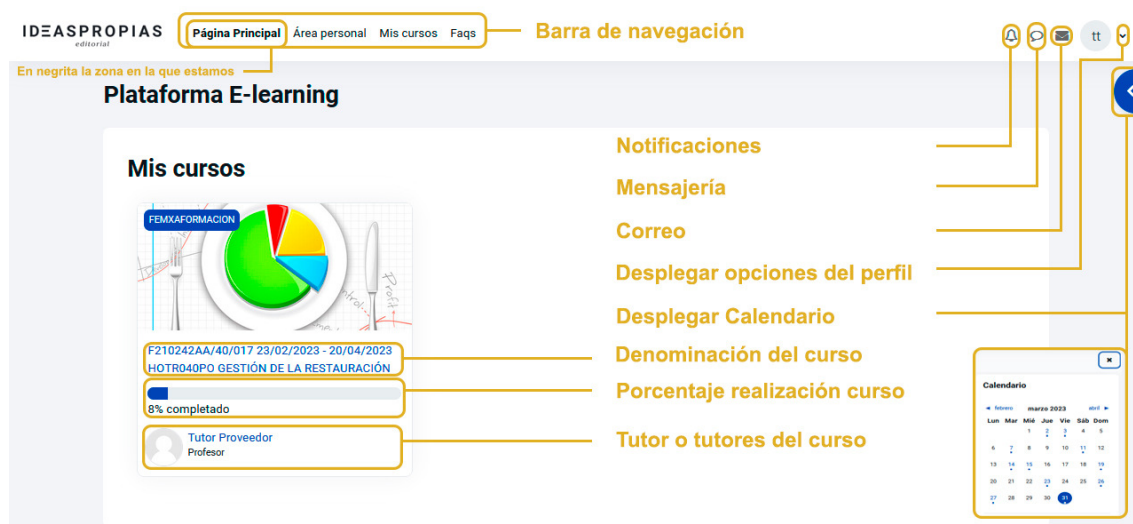 IDEASPROPIAS
editorial
Página Principal Área personal Mis cursos Faqs
Barra de navegación
tt
En negrita la zona en la que estamos
Plataforma E-learning
Mis cursos
FEMXAFORMACION
Profit
Notificaciones
Mensajería
Correo
Desplegar opciones del perfil
Desplegar Calendario
F210242AA/40/017 23/02/2023 - 20/04/2023
HOTR040PO GESTIÓN DE LA RESTAURACIÓN
Denominación del curso
8% completado
Porcentaje realización curso
Tutor Proveedor
Profesor
Tutor o tutores del curso
Calendario
febrero marzo 2023 abril
Lun Mar Mié Jue Vie Sáb Dom
1 2 3 4 5
6 7 8 9 10 11 12
13 14 15 16 17 18 19
20 21 22 23 24 25 26
27 28 29 30 31